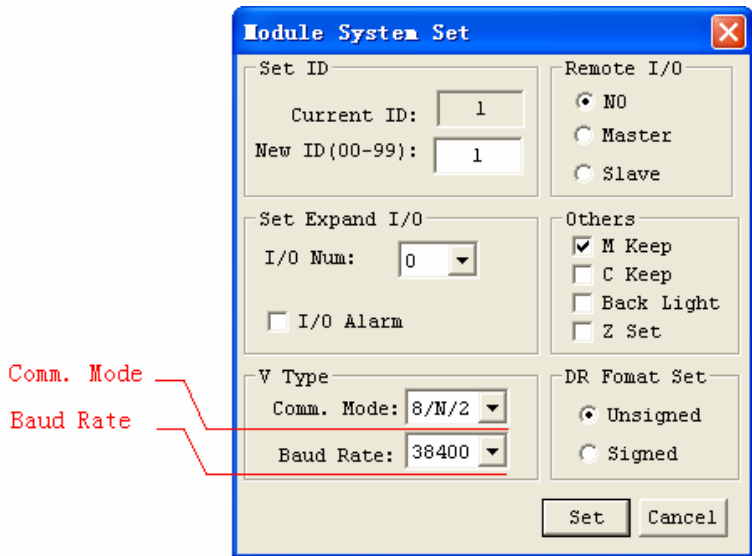 Module System Set
Set ID
Current ID: 1
New ID(00-99): 1
Remote I/O
NO
Master
Slave
Set Expand I/O
I/O Num: 0
I/O Alarm
Others
M Keep
C Keep
Back Light
Z Set
Comm. Mode
Baud Rate
V Type
Comm. Mode: 8/N/2
Baud Rate: 38400
DR Fomat Set
Unsigned
Signed
Set
Cancel